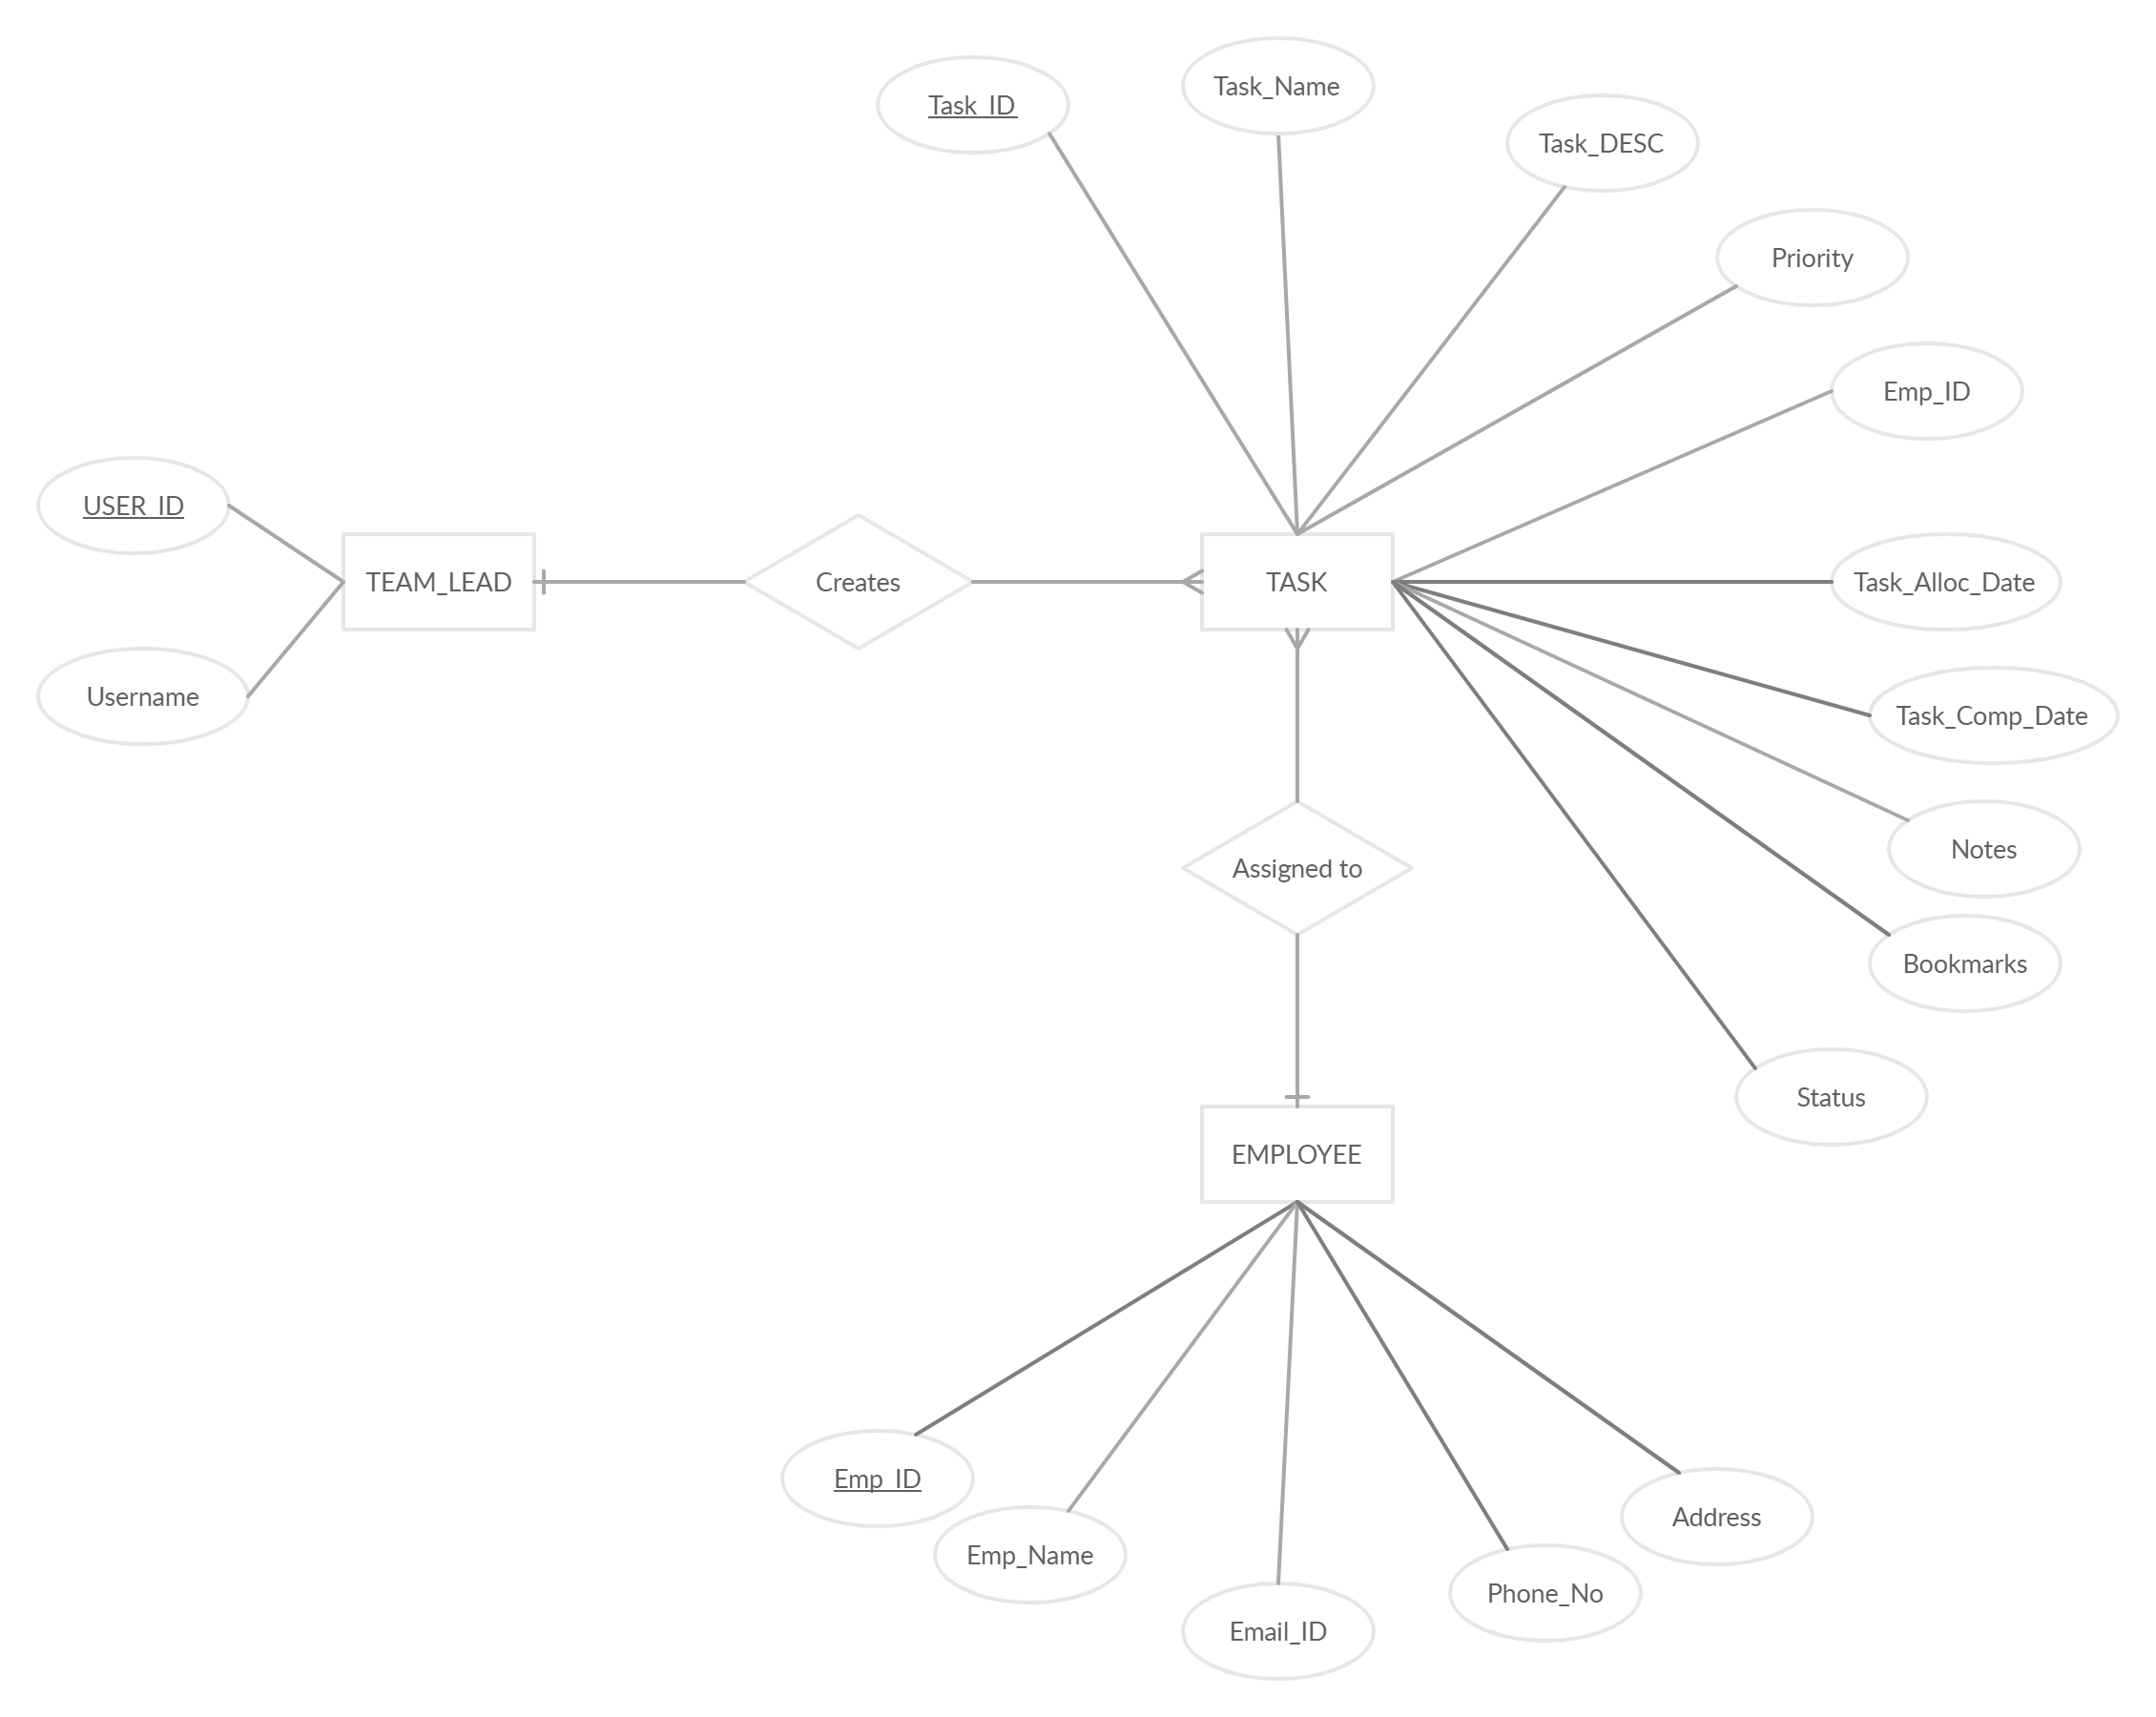 Task_Name
Task_ID
Task_DESC
Priority
Emp_ID
USER_ID
TEAM_LEAD
Creates
TASK
Task_Alloc_Date
Username
Task_Comp_Date
Notes
Assigned to
Bookmarks
Status
EMPLOYEE
Emp_ID
Address
Emp_Name
Phone_No
Email_ID